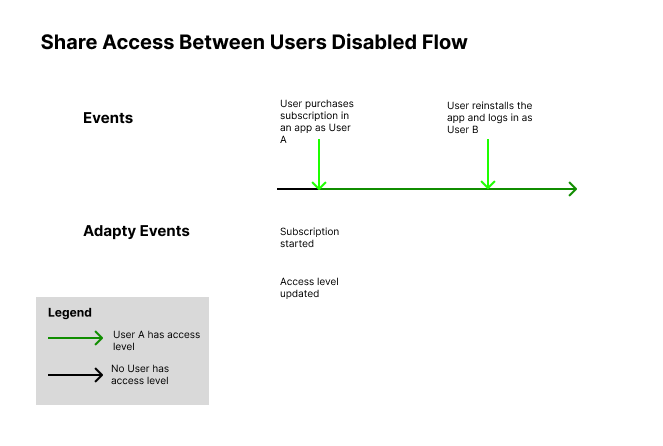 Share Access Between Users Disabled Flow
Events
User purchases
subscription in
an app as User
A
User reinstalls the
app and logs in as
User B
Adapty Events
Subscription
started
Access level
updated
Legend
User A has access
level
No User has
access level